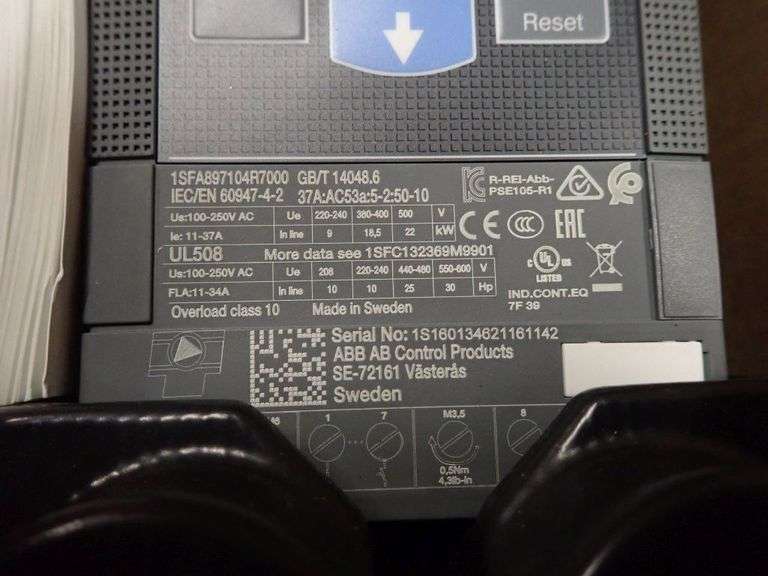 Reset
1SFA897104R7000 GB/T 14048.6
IEC/EN 60947-4-2 37A:AC53a:5-2:50-10
R-REI-Abb-
PSE105-R1
Us:100-250V AC Ue 220-240 380-400 500 V
Ie: 11-37A In line 9 18,5 22 kW
CE CCC EAC
UL508 More data see 1SFC132369M9901
Us:100-250V AC Ue 208 220-240 440-480 550-600 V
FLA:11-34A In line 10 10 25 30 Hp
C UL US
LISTED
IND.CONT.EQ
7F 39
Overload class 10 Made in Sweden
Serial No: 1S160134621161142
ABB AB Control Products
SE-72161 Västerås
Sweden
1 7 M3,5 8
0,5Nm
4.3lb-in